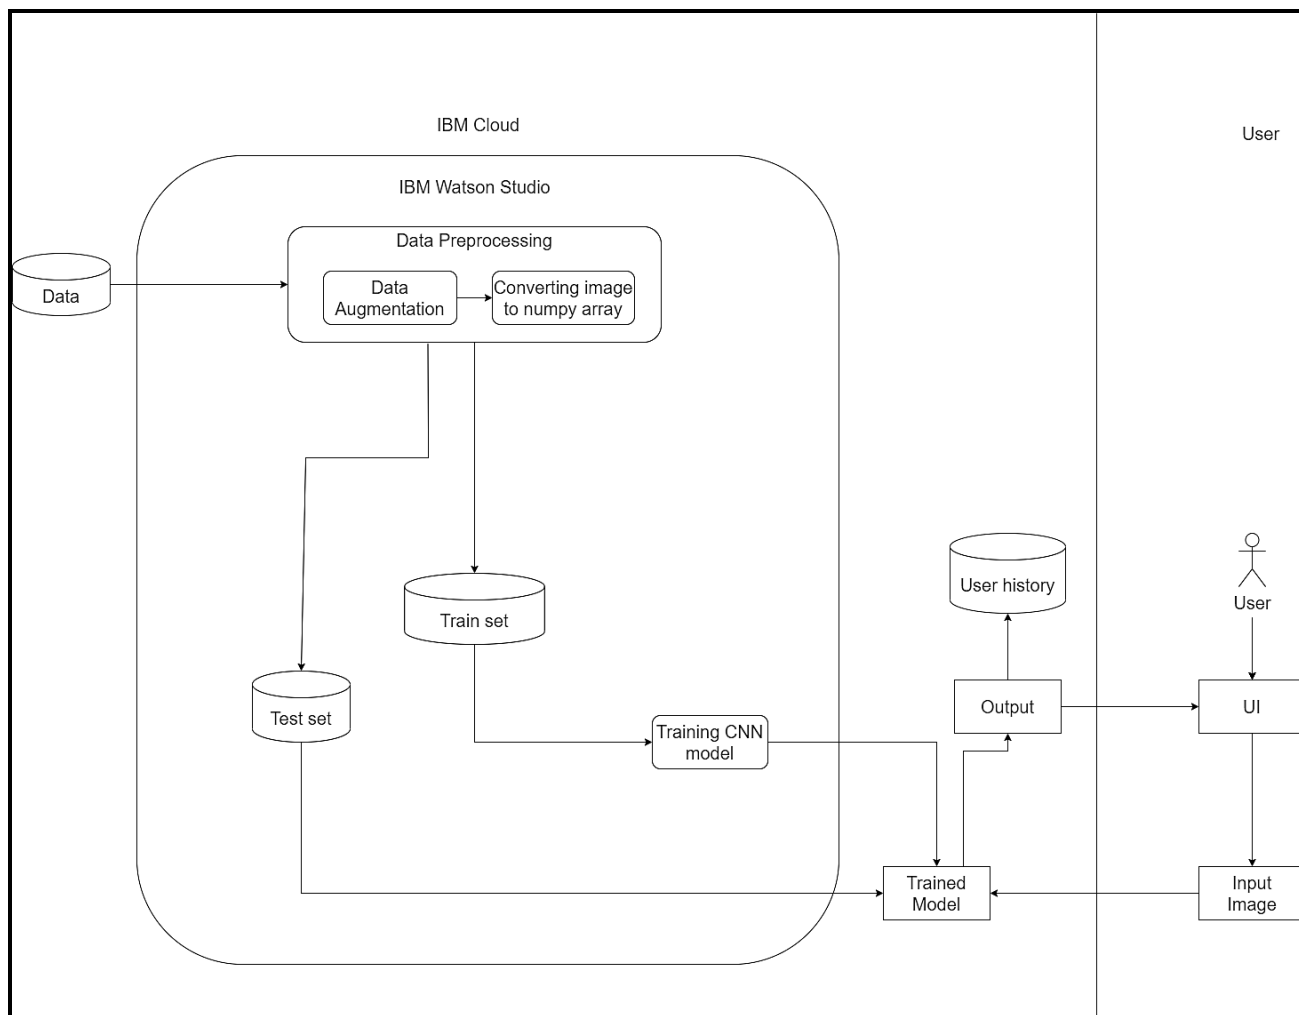 IBM Cloud
User
IBM Watson Studio
Data Preprocessing
Data
Data
Augmentation
Converting image
to numpy array
User history
Train set
User
Test set
Output
UI
Training CNN
model
Trained
Model
Input
Image